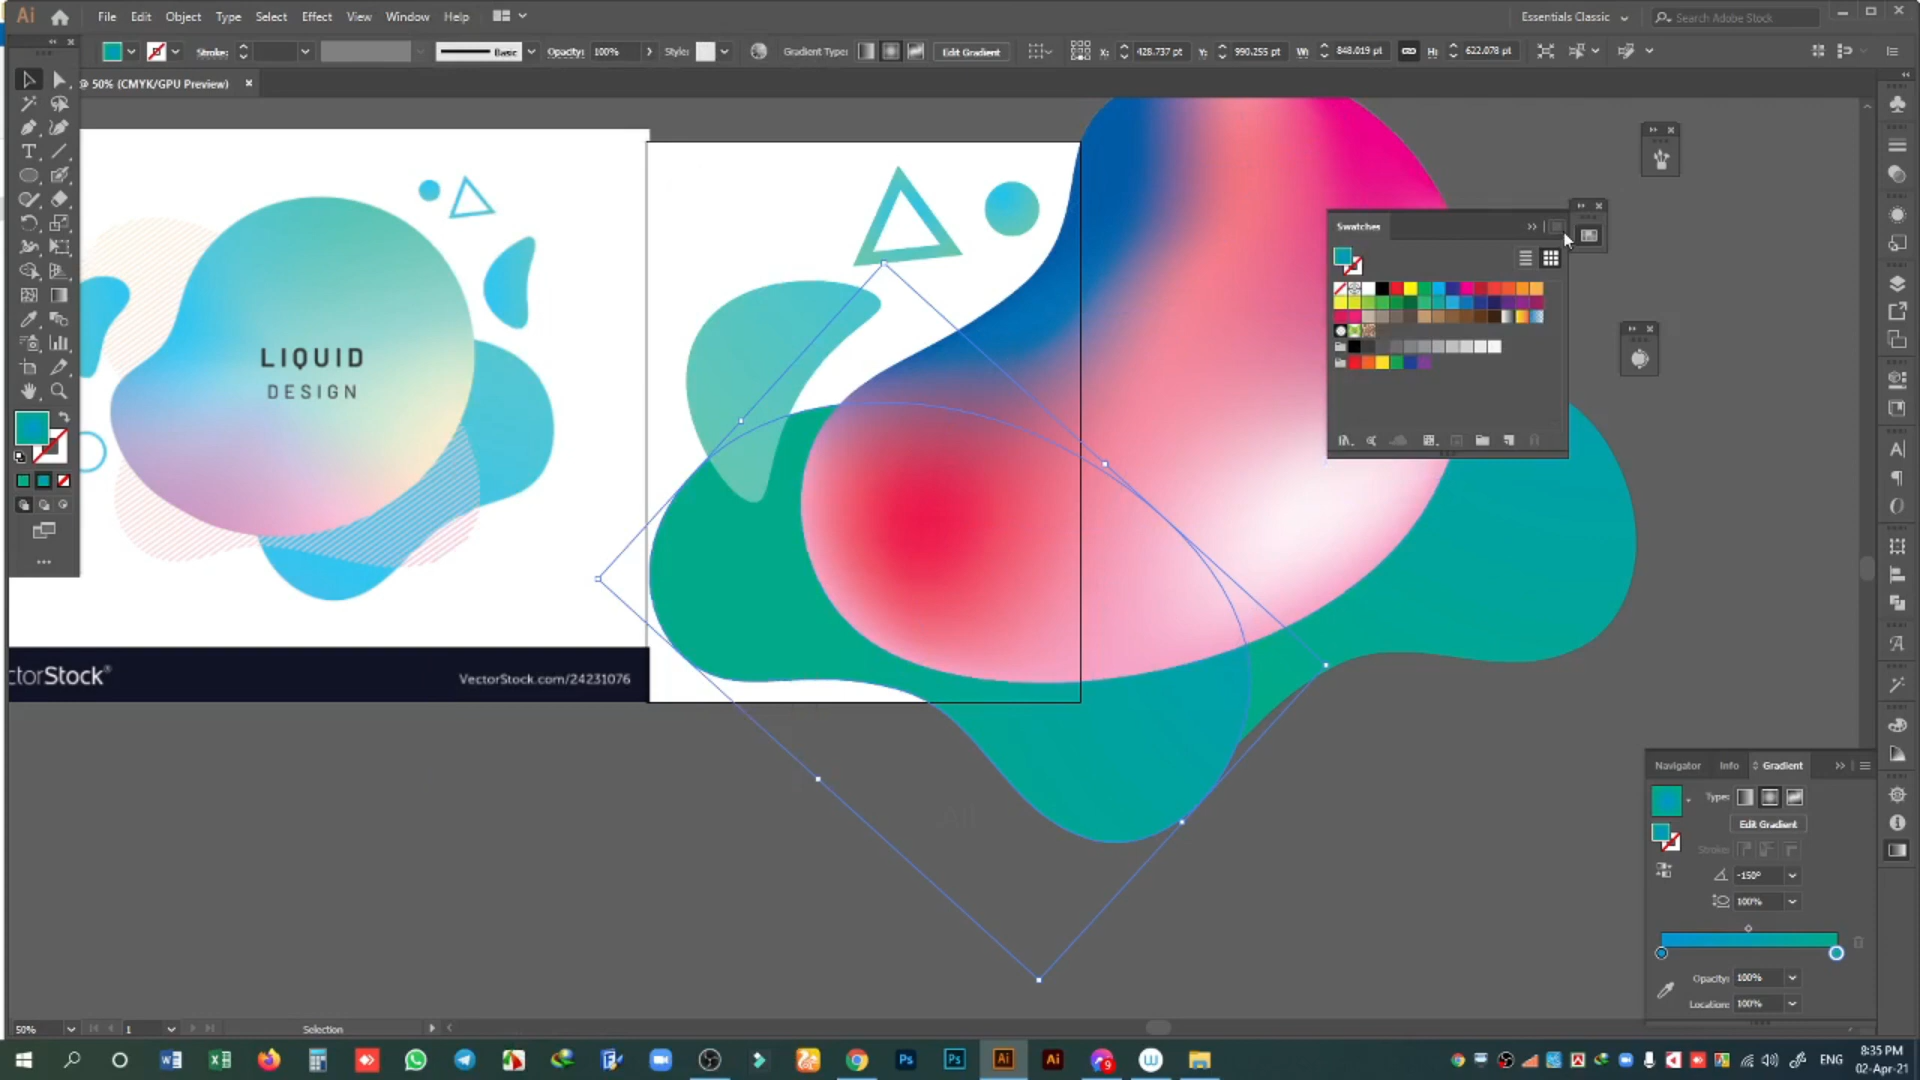 Ai File Edit Object Type Select Effect View Window Help Essentials Classic Search Adobe Stock
Stroke: Basic Opacity: 100% Style: Gradient Type: Edit Gradient X: 428.737 pt Y: 990.255 pt W: 848.019 pt H: 622.078 pt
@ 50% (CMYK/GPU Preview)
Swatches
LIQUID
DESIGN
ctorStock®
VectorStock.com/24231076
Navigator Info Gradient
Type:
Edit Gradient
Stroke:
-150°
100%
Opacity: 100%
Location: 100%
50% 1 Selection
ENG
8:35 PM
02-Apr-21